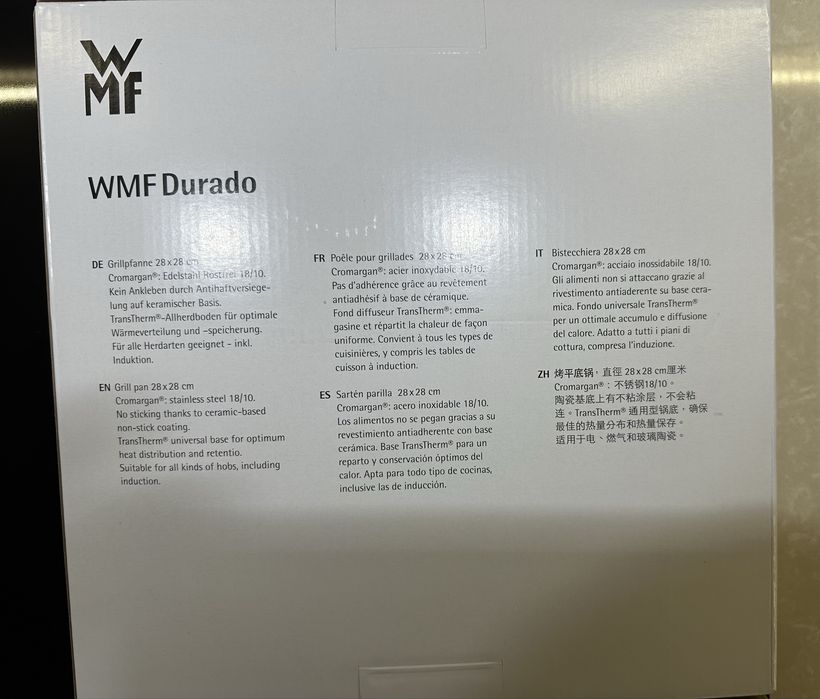 WMF
WMF Durado
DE Grillpfanne 28 x 28 cm
Cromargan®: Edelstahl Rostfrei 18/10.
Kein Ankleben durch Antihaftversiege-
lung auf keramischer Basis.
TransTherm®-Allherdboden für optimale
Wärmeverteilung und –speicherung.
Für alle Herdarten geeignet - inkl.
Induktion.
EN Grill pan 28 x 28 cm
Cromargan®: stainless steel 18/10.
No sticking thanks to ceramic-based
non-stick coating.
TransTherm® universal base for optimum
heat distribution and retentio.
Suitable for all kinds of hobs, including
induction.
FR Poêle pour grillades 28 x 28 cm
Cromargan®: acier inoxydable 18/10.
Pas d'adhérence grâce au revêtement
antiadhésif à base de céramique.
Fond diffuseur TransTherm®: emma-
gasine et répartit la chaleur de façon
uniforme. Convient à tous les types de
cuisinières, y compris les tables de
cuisson à induction.
ES Sartén parilla 28 x 28 cm
Cromargan®: acero inoxidable 18/10.
Los alimentos no se pegan gracias a su
revestimiento antiadherente con base
cerámica. Base TransTherm® para un
reparto y conservación óptimos del
calor. Apta para todo tipo de cocinas,
inclusive las de inducción.
IT Bistecchiera 28 x 28 cm
Cromargan®: acciaio inossidabile 18/10.
Gli alimenti non si attaccano grazie al
rivestimento antiaderente su base cera-
mica. Fondo universale TransTherm®
per un ottimale accumulo e diffusione
del calore. Adatto a tutti i piani di
cottura, compresa l'induzione.
ZH 烤平底锅，直徑 28 x 28 cm厘米
Cromargan®：不锈钢18/10。
陶瓷基底上有不粘涂层，不会粘
连。TransTherm® 通用型锅底，确保
最佳的热量分布和热量保存。
适用于电、燃气和玻璃陶瓷。